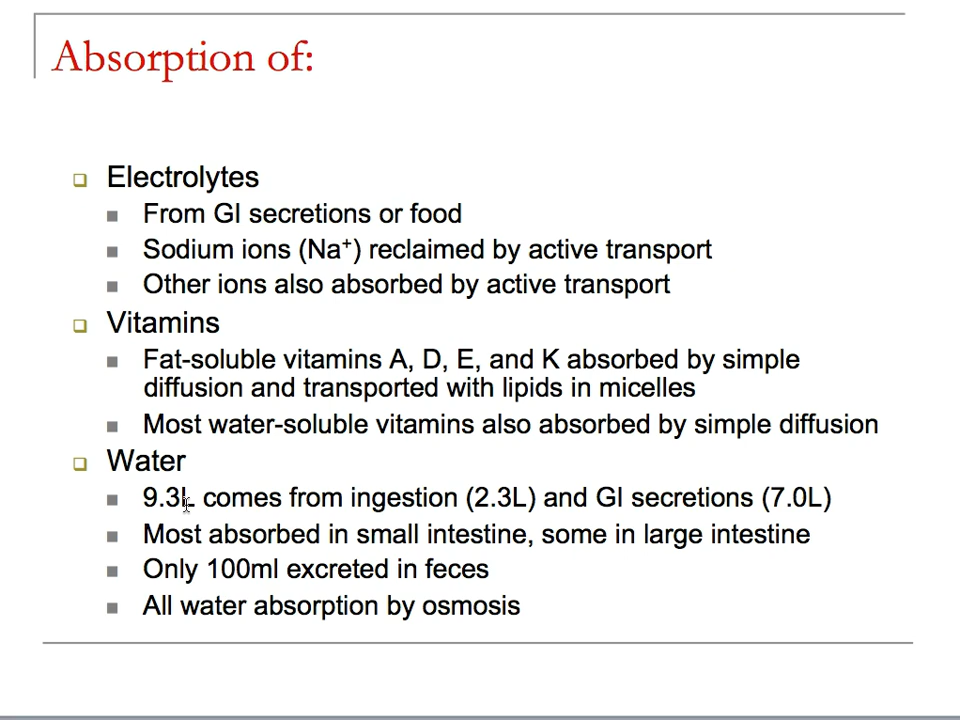 Absorption of:
Electrolytes
From GI secretions or food
Sodium ions (Na⁺) reclaimed by active transport
Other ions also absorbed by active transport
Vitamins
Fat-soluble vitamins A, D, E, and K absorbed by simple
diffusion and transported with lipids in micelles
Most water-soluble vitamins also absorbed by simple diffusion
Water
9.3L comes from ingestion (2.3L) and GI secretions (7.0L)
Most absorbed in small intestine, some in large intestine
Only 100ml excreted in feces
All water absorption by osmosis